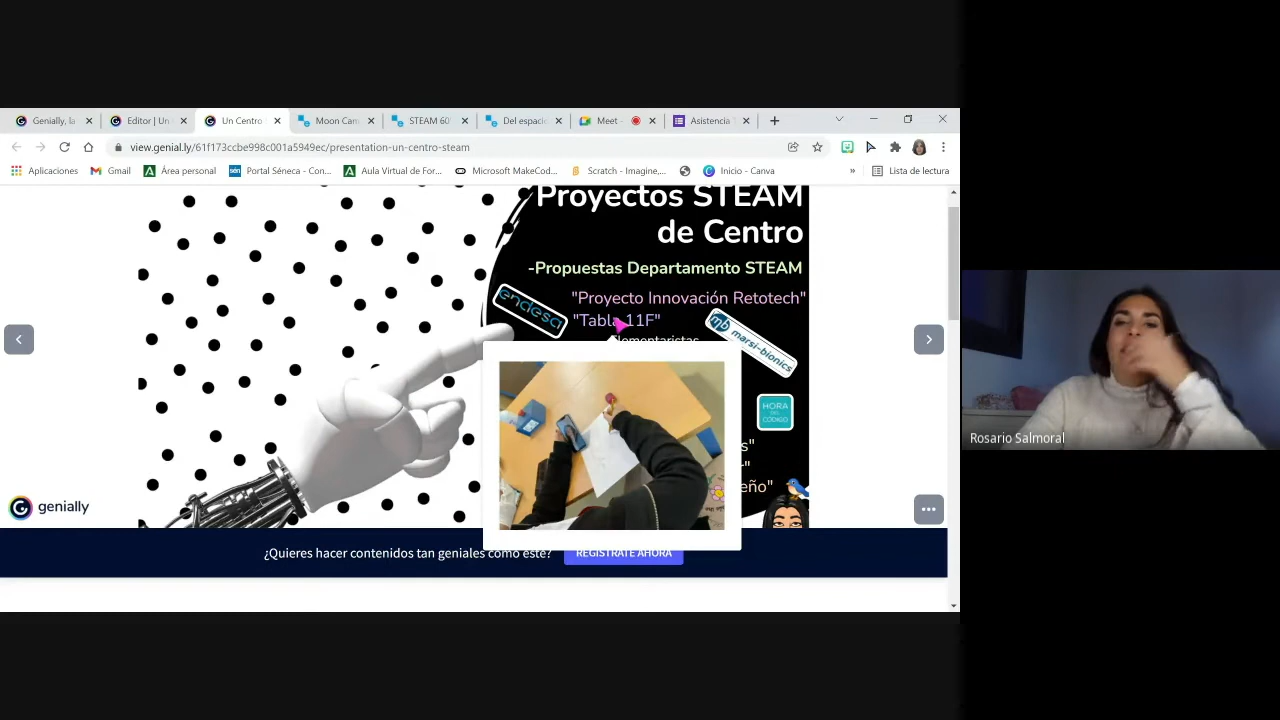 Genially, la
Editor | Un
Un Centro
Moon Cam
STEAM 60
Del espaci
Meet -
Asistencia
view.genial.ly/61f173ccbe998c001a5949ec/presentation-un-centro-steam
Aplicaciones
Gmail
Área personal
Portal Séneca - Con...
Aula Virtual de For...
Microsoft MakeCod...
Scratch - Imagine,...
Inicio - Canva
»
Lista de lectura
Proyectos STEAM
de Centro
-Propuestas Departamento STEAM
"Proyecto Innovación Retotech"
endesa
"Tabla 11F"
mb marsi-bionics
Elementaristas
HORA
DEL
CÓDIGO
s"
r"
eño"
genially
¿Quieres hacer contenidos tan geniales como este?
REGÍSTRATE AHORA
Rosario Salmoral